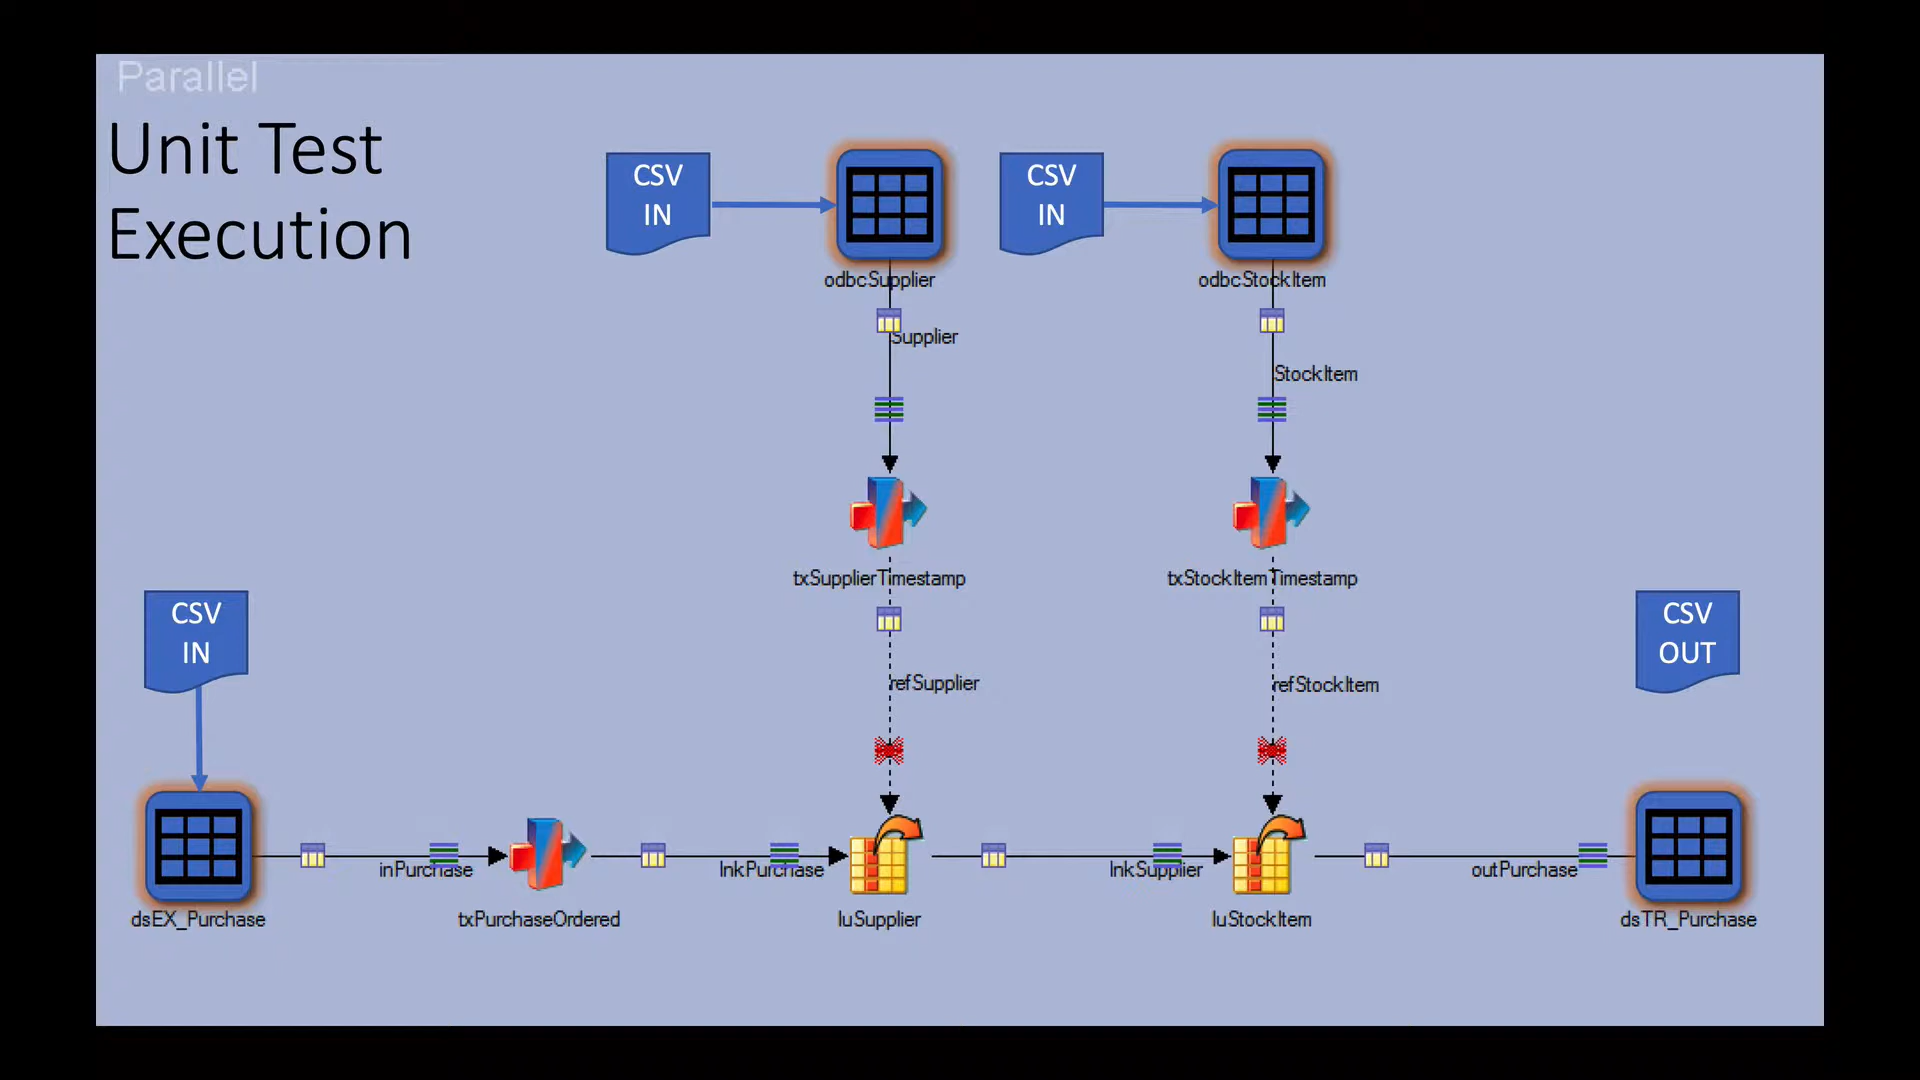 Parallel
Unit Test
Execution
CSV
IN
CSV
IN
odbcSupplier
odbcStockItem
Supplier
StockItem
txSupplierTimestamp
txStockItemTimestamp
CSV
IN
CSV
OUT
refSupplier
refStockItem
inPurchase
lnkPurchase
lnkSupplier
outPurchase
dsEX_Purchase
txPurchaseOrdered
luSupplier
luStockItem
dsTR_Purchase